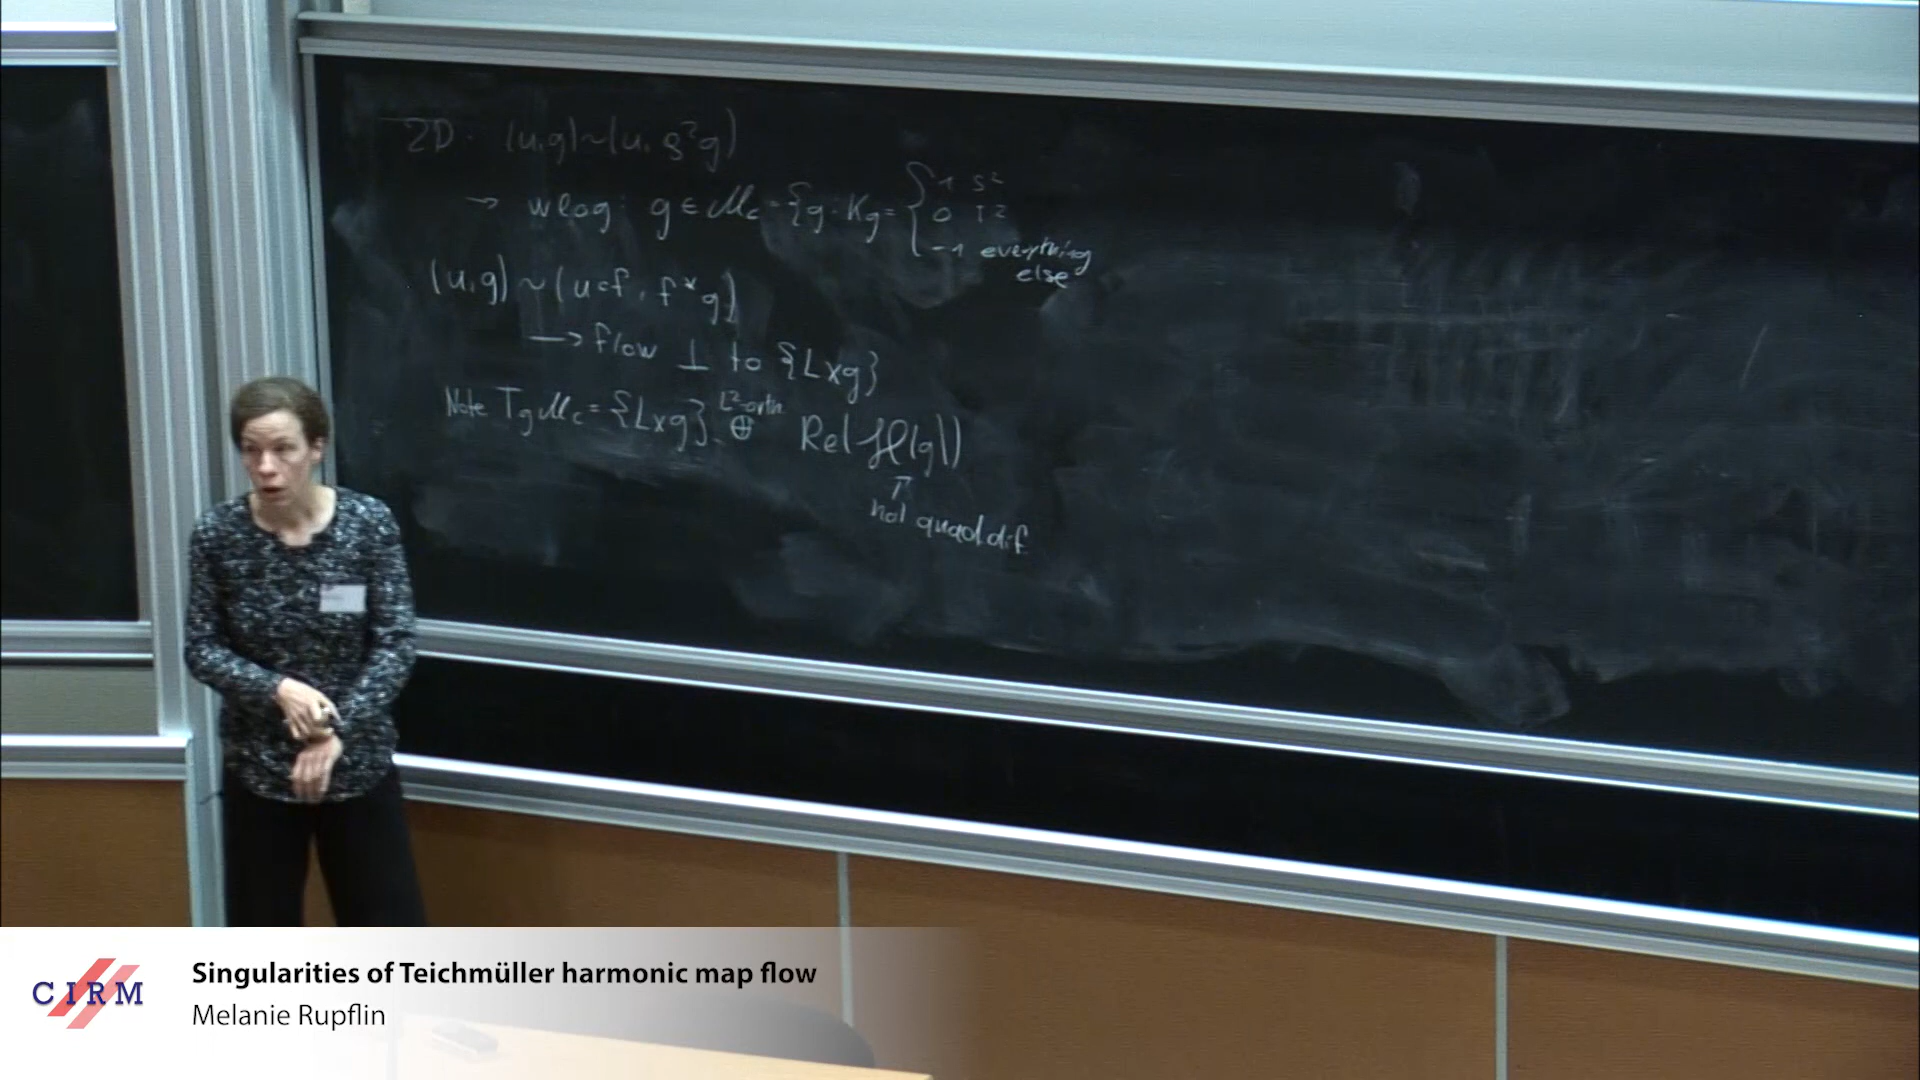 2D. (u,g)~(u, ρ²g)
→ wlog: g ∈ M_c = {g : K_g = { 1 S²
0 T²
-1 everything else
(u,g) ~ (u∘f, f*g)
→ flow ⊥ to {L_X g}
Note T_g M_c = {L_X g} ⊕ Re(H(g))
L²-orth
↑
hol quad.dif
CIRM
Singularities of Teichmüller harmonic map flow
Melanie Rupflin